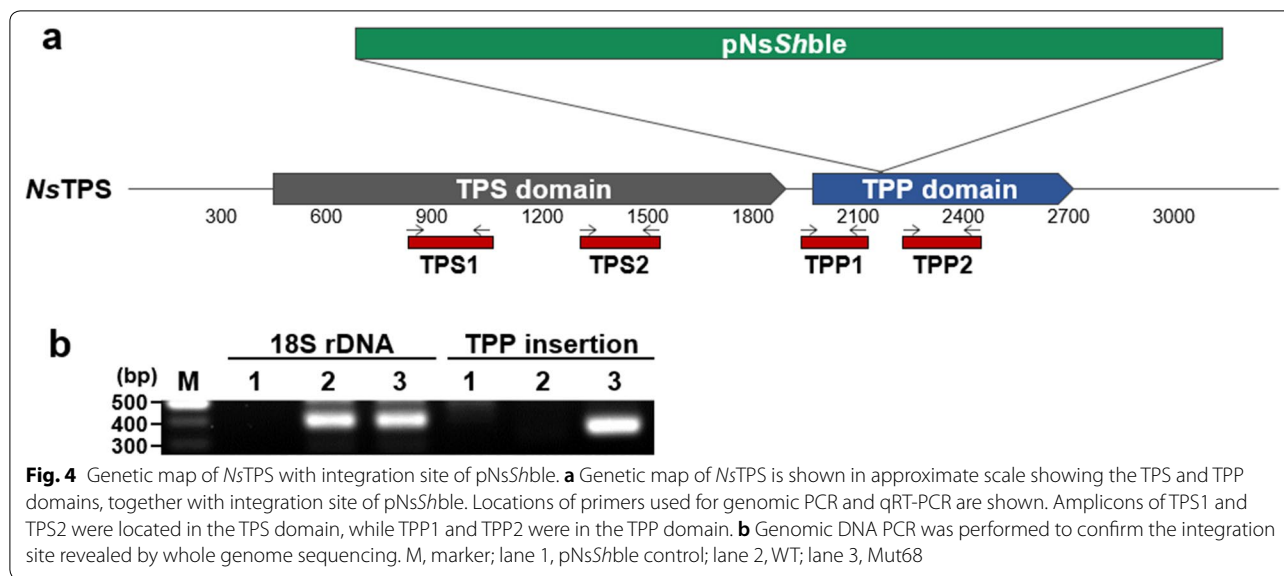 a
pNsShble
NsTPS
TPS domain
TPP domain
300 600 900 1200 1500 1800 2100 2400 2700 3000
TPS1 TPS2 TPP1 TPP2
b
18S rDNA TPP insertion
(bp) M 1 2 3 1 2 3
500
400
300
Fig. 4 Genetic map of NsTPS with integration site of pNsShble. a Genetic map of NsTPS is shown in approximate scale showing the TPS and TPP
domains, together with integration site of pNsShble. Locations of primers used for genomic PCR and qRT-PCR are shown. Amplicons of TPS1 and
TPS2 were located in the TPS domain, while TPP1 and TPP2 were in the TPP domain. b Genomic DNA PCR was performed to confirm the integration
site revealed by whole genome sequencing. M, marker; lane 1, pNsShble control; lane 2, WT; lane 3, Mut68